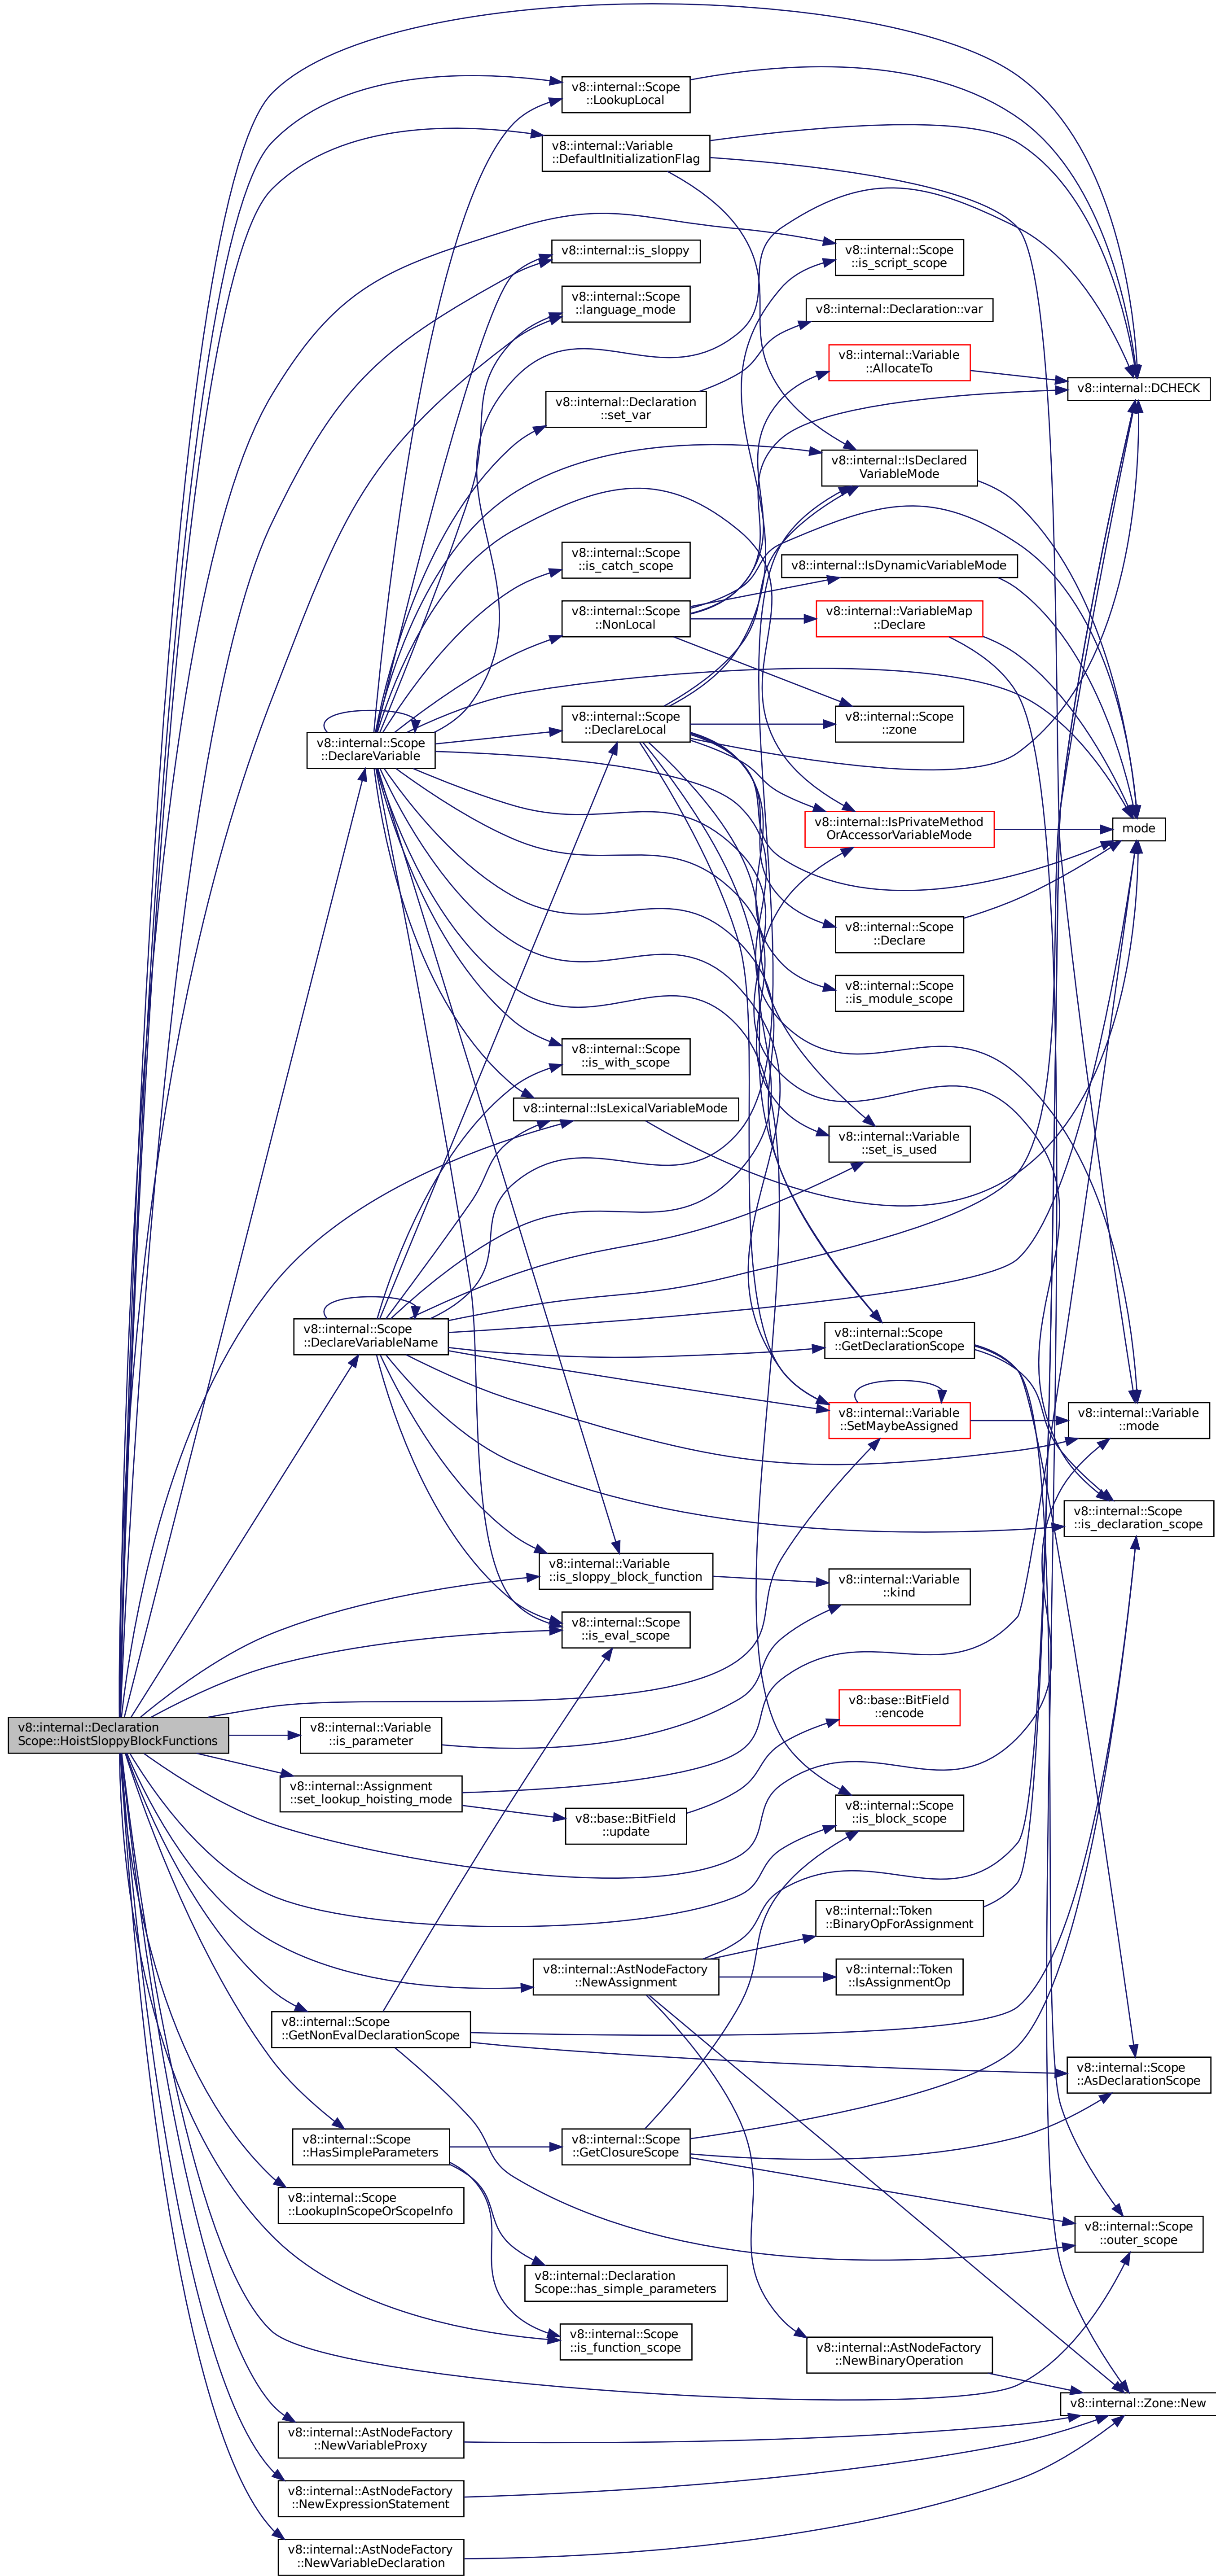 v8::internal::Scope
::LookupLocal
v8::internal::Variable
::DefaultInitializationFlag
v8::internal::is_sloppy
v8::internal::Scope
::is_script_scope
v8::internal::Scope
::language_mode
v8::internal::Declaration::var
v8::internal::Variable
::AllocateTo
v8::internal::DCHECK
v8::internal::Declaration
::set_var
v8::internal::IsDeclared
VariableMode
v8::internal::Scope
::is_catch_scope
v8::internal::IsDynamicVariableMode
v8::internal::Scope
::NonLocal
v8::internal::VariableMap
::Declare
v8::internal::Scope
::DeclareLocal
v8::internal::Scope
::zone
v8::internal::Scope
::DeclareVariable
v8::internal::IsPrivateMethod
OrAccessorVariableMode
mode
v8::internal::Scope
::Declare
v8::internal::Scope
::is_module_scope
v8::internal::Scope
::is_with_scope
v8::internal::IsLexicalVariableMode
v8::internal::Variable
::set_is_used
v8::internal::Scope
::DeclareVariableName
v8::internal::Scope
::GetDeclarationScope
v8::internal::Variable
::SetMaybeAssigned
v8::internal::Variable
::mode
v8::internal::Scope
::is_declaration_scope
v8::internal::Variable
::is_sloppy_block_function
v8::internal::Variable
::kind
v8::internal::Scope
::is_eval_scope
v8::internal::Declaration
Scope::HoistSloppyBlockFunctions
v8::internal::Variable
::is_parameter
v8::base::BitField
::encode
v8::internal::Assignment
::set_lookup_hoisting_mode
v8::base::BitField
::update
v8::internal::Scope
::is_block_scope
v8::internal::Token
::BinaryOpForAssignment
v8::internal::AstNodeFactory
::NewAssignment
v8::internal::Token
::IsAssignmentOp
v8::internal::Scope
::GetNonEvalDeclarationScope
v8::internal::Scope
::AsDeclarationScope
v8::internal::Scope
::HasSimpleParameters
v8::internal::Scope
::GetClosureScope
v8::internal::Scope
::LookupInScopeOrScopeInfo
v8::internal::Scope
::outer_scope
v8::internal::Declaration
Scope::has_simple_parameters
v8::internal::Scope
::is_function_scope
v8::internal::AstNodeFactory
::NewBinaryOperation
v8::internal::Zone::New
v8::internal::AstNodeFactory
::NewVariableProxy
v8::internal::AstNodeFactory
::NewExpressionStatement
v8::internal::AstNodeFactory
::NewVariableDeclaration